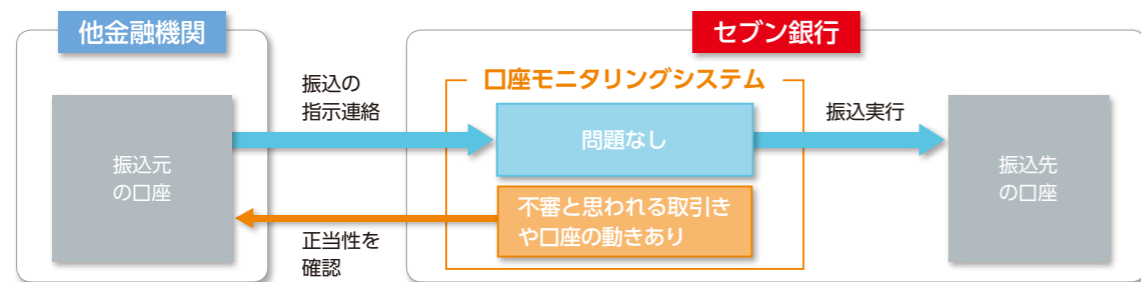 他金融機関
セブン銀行
口座モニタリングシステム
振込の
指示連絡
問題なし
振込実行
振込元
の口座
振込先
の口座
不審と思われる取引き
や口座の動きあり
正当性を
確認